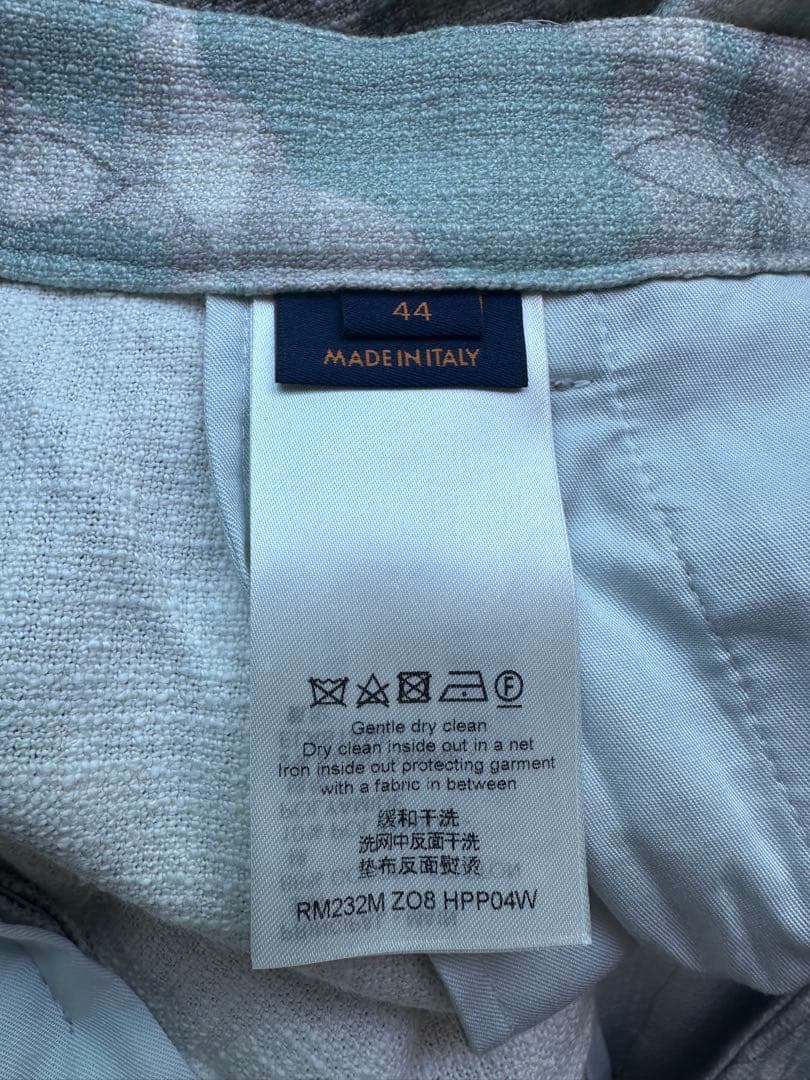 44
MADE IN ITALY
F
Gentle dry clean
Dry clean inside out in a net
Iron inside out protecting garment
with a fabric in between
缓和干洗
洗网中反面干洗
垫布反面熨烫
RM232M ZO8 HPP04W